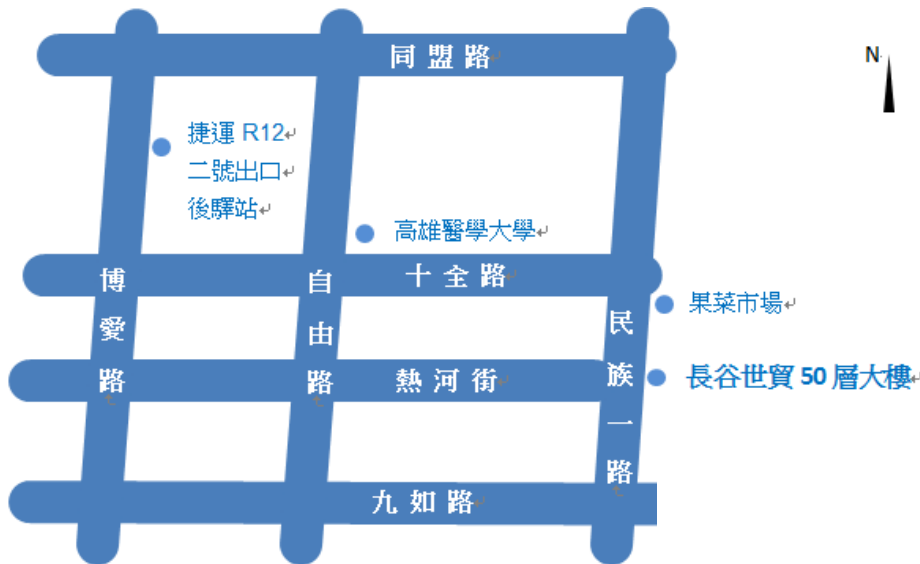 同盟路
N
捷運 R12
二號出口
後驛站
高雄醫學大學
博愛路
自由路
十全路
民族一路
果菜市場
熱河街
長谷世貿 50 層大樓
九如路